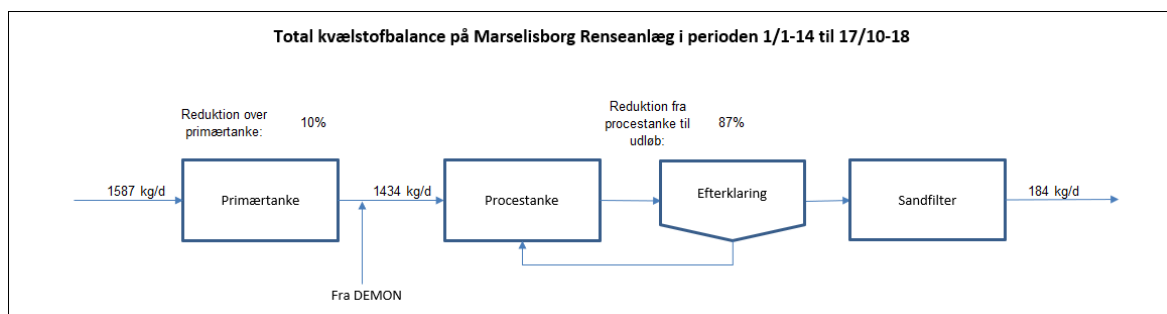 Total kvælstofbalance på Marselisborg Renseanlæg i perioden 1/1-14 til 17/10-18
Reduktion over
primærtanke:
10%
Reduktion fra
procestanke til
udløb:
87%
1587 kg/d
Primærtanke
1434 kg/d
Procestanke
Efterklaring
Sandfilter
184 kg/d
Fra DEMON